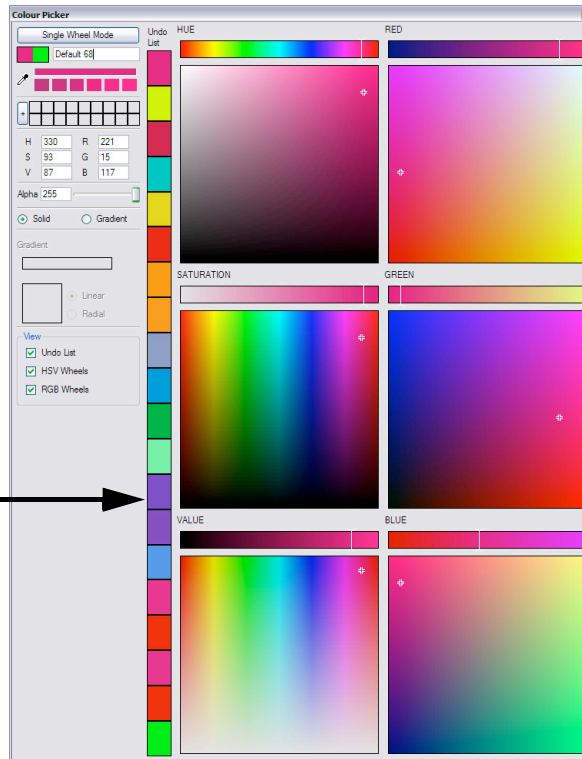 Colour Picker
Single Wheel Mode
Default 68
+
H 330 R 221
S 93 G 15
V 87 B 117
Alpha 255
Solid Gradient
Gradient
Linear
Radial
View
Undo List
HSV Wheels
RGB Wheels
Undo
List
HUE
RED
SATURATION
GREEN
VALUE
BLUE